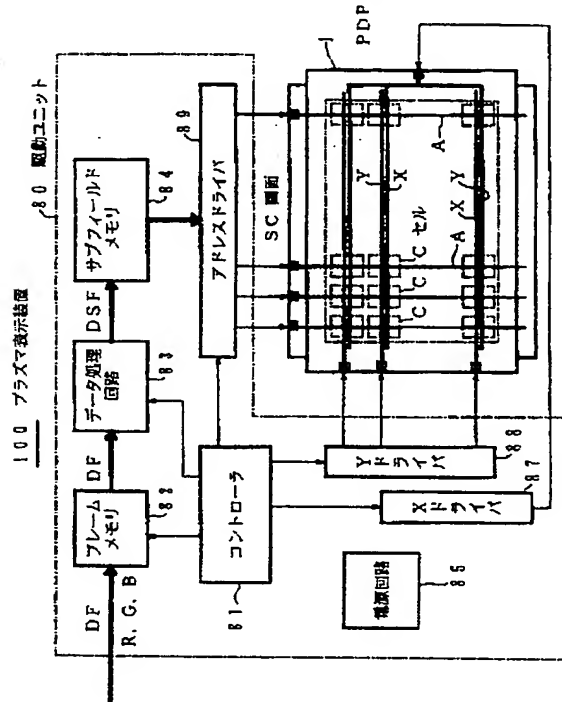 100 プラズマ表示装置
80 駆動ユニット
DF
R, G, B
フレーム
メモリ
82
DF
データ処理
回路
83
DSF
サブフィールド
メモリ
84
コントローラ
81
アドレスドライバ
89
Yドライバ
88
Xドライバ
87
電源回路
85
SC 画面
1
PDP
C
C
C セル
A
A
Y
X
X
Y